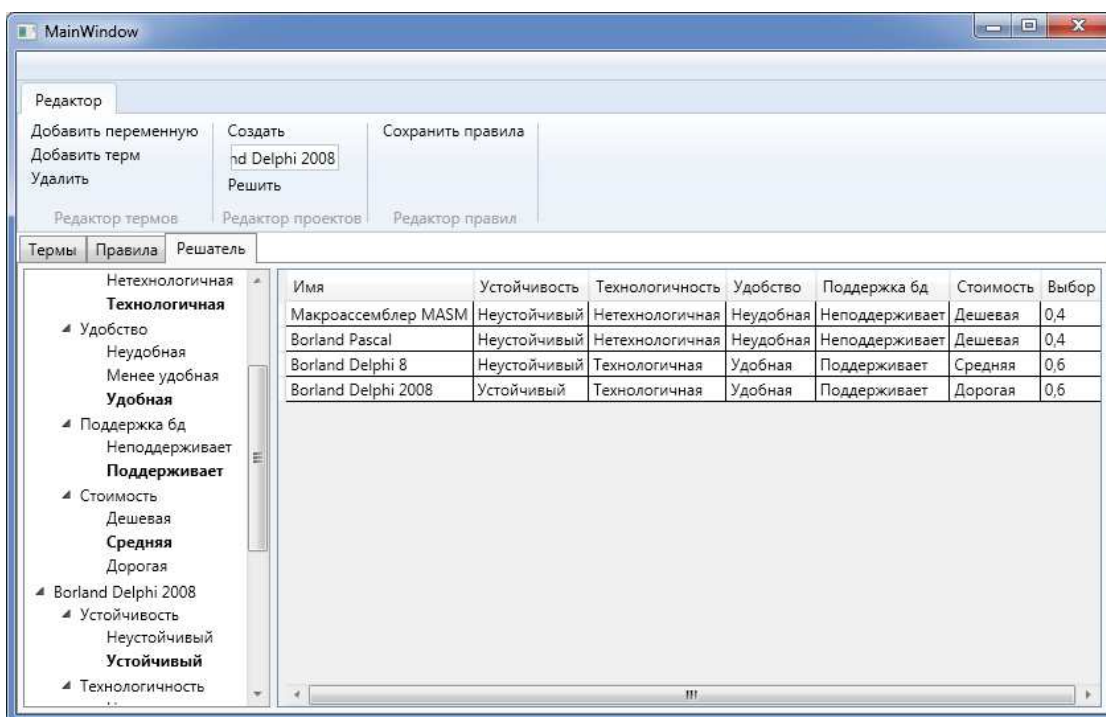 MainWindow
Редактор
Добавить переменную
Добавить терм
Удалить
Редактор термов
Создать
nd Delphi 2008
Решить
Редактор проектов
Сохранить правила
Редактор правил
Термы Правила Решатель
Нетехнологичная
Технологичная
Удобство
Неудобная
Менее удобная
Удобная
Поддержка бд
Неподдерживает
Поддерживает
Стоимость
Дешевая
Средняя
Дорогая
Borland Delphi 2008
Устойчивость
Неустойчивый
Устойчивый
Технологичность
Имя Устойчивость Технологичность Удобство Поддержка бд Стоимость Выбор
Макроассемблер MASM Неустойчивый Нетехнологичная Неудобная Неподдерживает Дешевая 0,4
Borland Pascal Неустойчивый Нетехнологичная Неудобная Неподдерживает Дешевая 0,4
Borland Delphi 8 Неустойчивый Технологичная Удобная Поддерживает Средняя 0,6
Borland Delphi 2008 Устойчивый Технологичная Удобная Поддерживает Дорогая 0,6